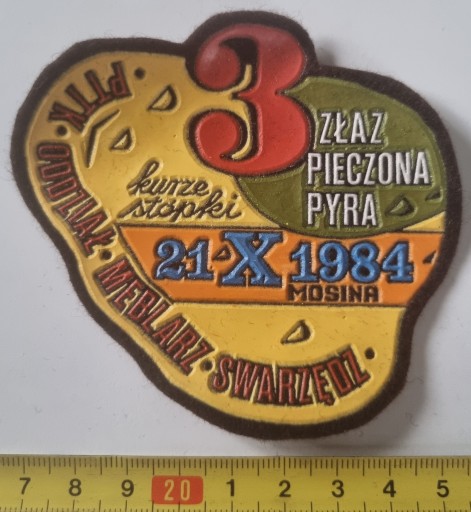 3
ZŁAZ
PIECZONA
PYRA
kurze
stópki
21 X 1984
MOSINA
PTTK · ODDZIAŁ · MEBLARZ · SWARZĘDZ ·
7 8 9 20 1 2 3 4 5